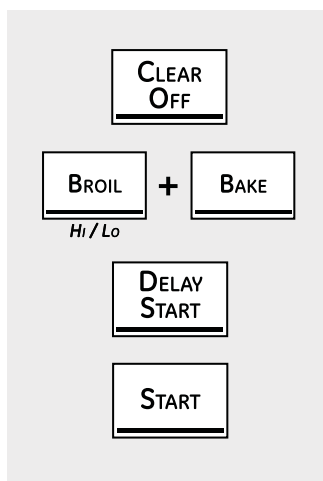 CLEAR
OFF
BROIL + BAKE
HI / LO
DELAY
START
START